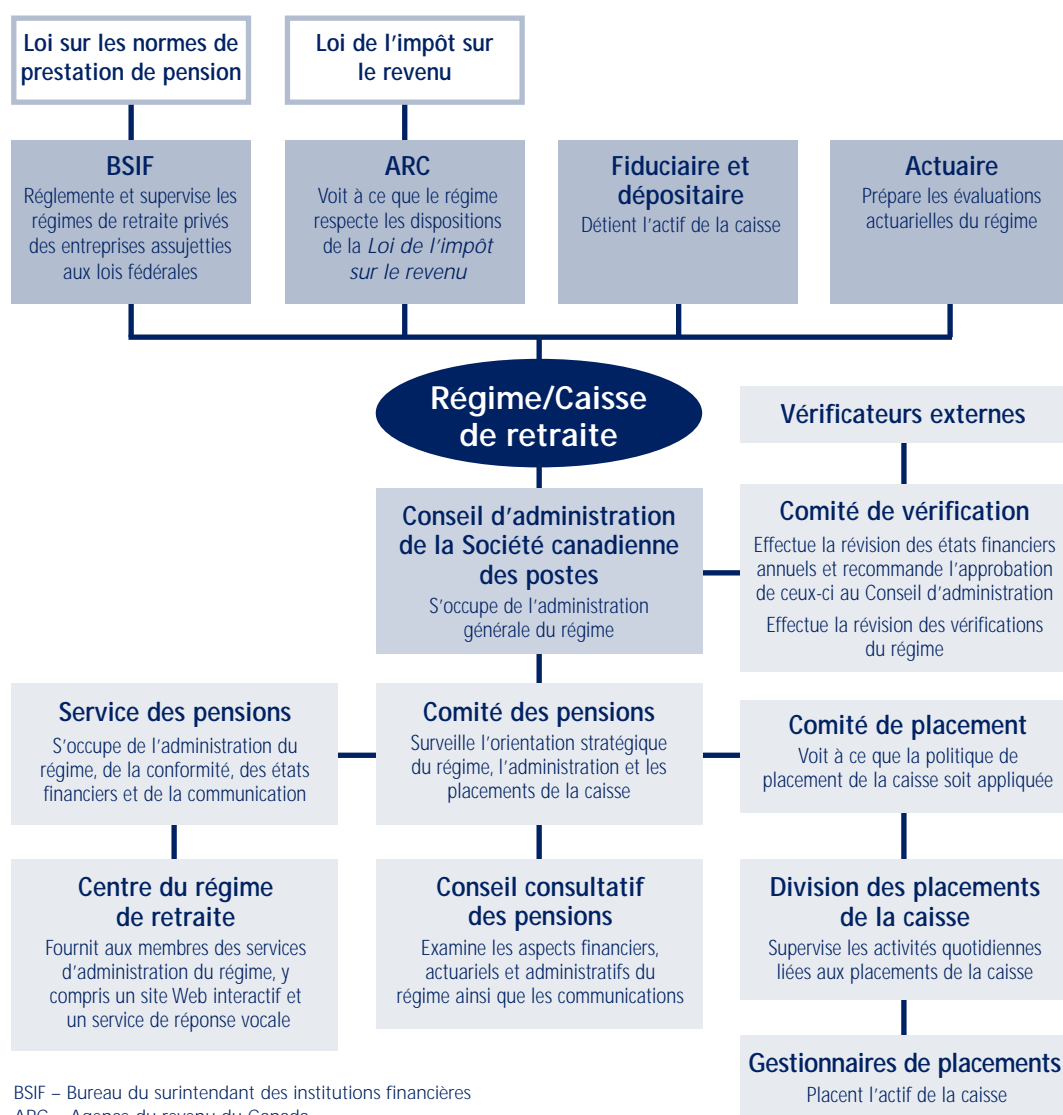 Loi sur les normes de
prestation de pension
Loi de l'impôt sur
le revenu
BSIF
Réglemente et supervise les
régimes de retraite privés
des entreprises assujetties
aux lois fédérales
ARC
Voit à ce que le régime
respecte les dispositions
de la Loi de l'impôt
sur le revenu
Fiduciaire et
dépositaire
Détient l'actif de la caisse
Actuaire
Prépare les évaluations
actuarielles du régime
Régime/Caisse
de retraite
Vérificateurs externes
Conseil d'administration
de la Société canadienne
des postes
S'occupe de l'administration
générale du régime
Comité de vérification
Effectue la révision des états financiers
annuels et recommande l'approbation
de ceux-ci au Conseil d'administration
Effectue la révision des vérifications
du régime
Service des pensions
S'occupe de l'administration du
régime, de la conformité, des états
financiers et de la communication
Comité des pensions
Surveille l'orientation stratégique
du régime, l'administration et les
placements de la caisse
Comité de placement
Voit à ce que la politique de
placement de la caisse soit appliquée
Centre du régime
de retraite
Fournit aux membres des services
d'administration du régime, y
compris un site Web interactif et
un service de réponse vocale
Conseil consultatif
des pensions
Examine les aspects financiers,
actuariels et administratifs du
régime ainsi que les communications
Division des placements
de la caisse
Supervise les activités quotidiennes
liées aux placements de la caisse
Gestionnaires de placements
Placent l'actif de la caisse
BSIF – Bureau du surintendant des institutions financières
ARC – Agence du revenu du Canada